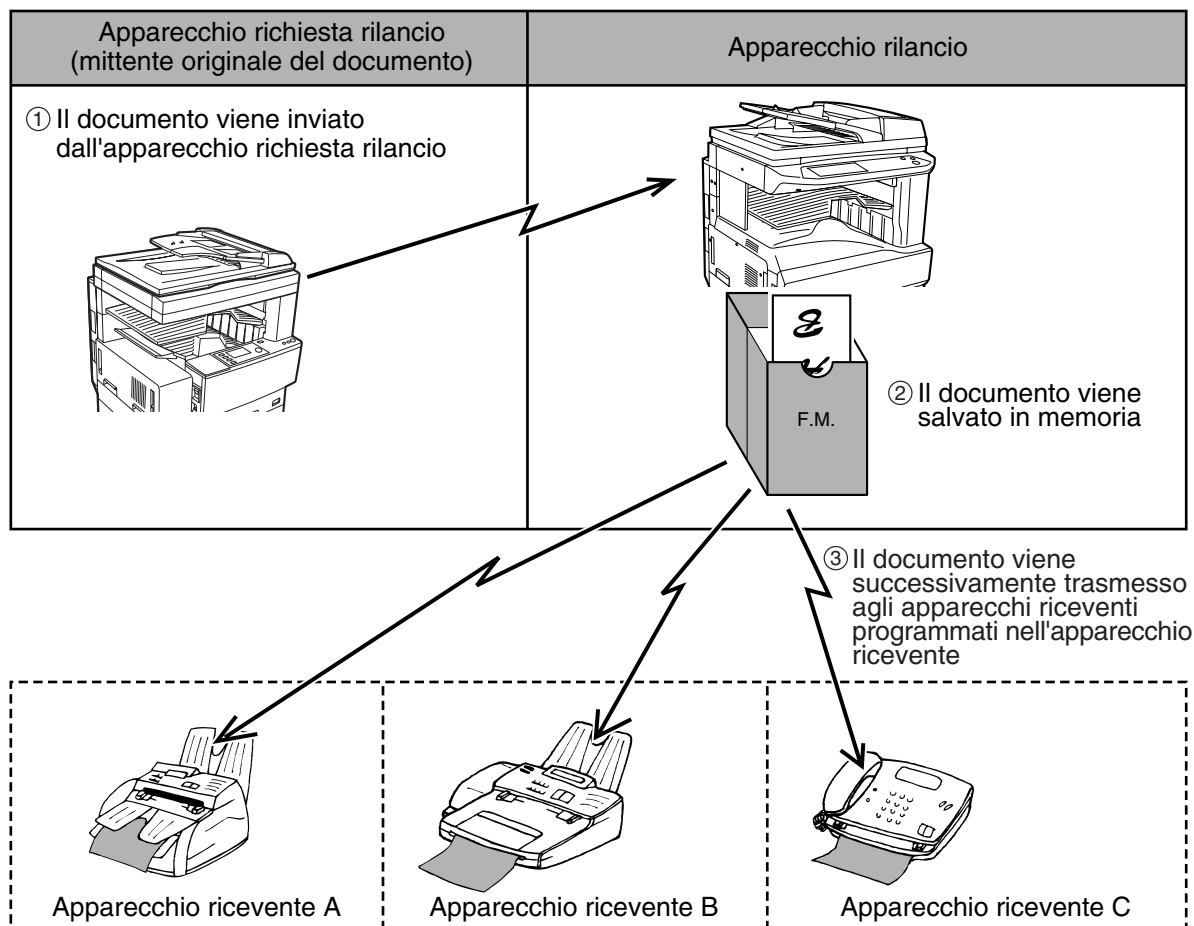 Apparecchio richiesta rilancio
(mittente originale del documento)
Apparecchio rilancio
① Il documento viene inviato
dall'apparecchio richiesta rilancio
F.M.
② Il documento viene
salvato in memoria
③ Il documento viene
successivamente trasmesso
agli apparecchi riceventi
programmati nell'apparecchio
ricevente
Apparecchio ricevente A
Apparecchio ricevente B
Apparecchio ricevente C